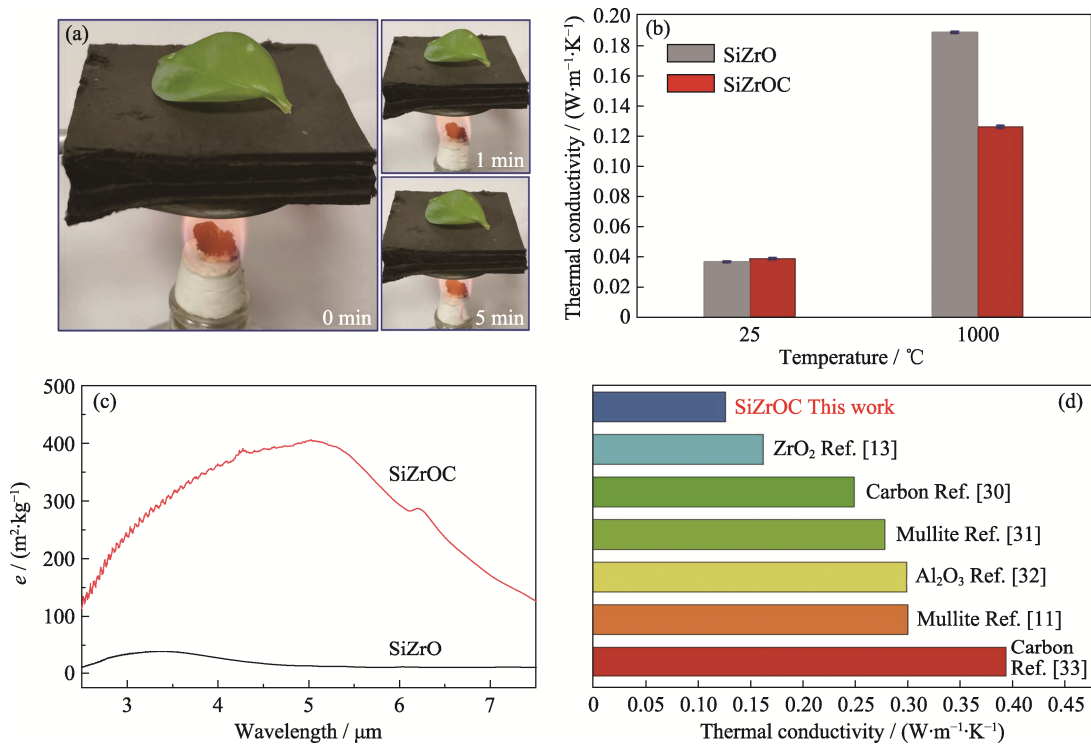 (a)
0 min
1 min
5 min
(b)
Thermal conductivity / (W·m⁻¹·K⁻¹)
0.20
0.18
0.16
0.14
0.12
0.10
0.08
0.06
0.04
0.02
0
SiZrO
SiZrOC
25
1000
Temperature / ℃
(c)
e / (m²·kg⁻¹)
500
400
300
200
100
0
SiZrOC
SiZrO
3
4
5
6
7
Wavelength / μm
(d)
SiZrOC This work
ZrO₂ Ref. [13]
Carbon Ref. [30]
Mullite Ref. [31]
Al₂O₃ Ref. [32]
Mullite Ref. [11]
Carbon
Ref. [33]
0 0.05 0.10 0.15 0.20 0.25 0.30 0.35 0.40 0.45
Thermal conductivity / (W·m⁻¹·K⁻¹)